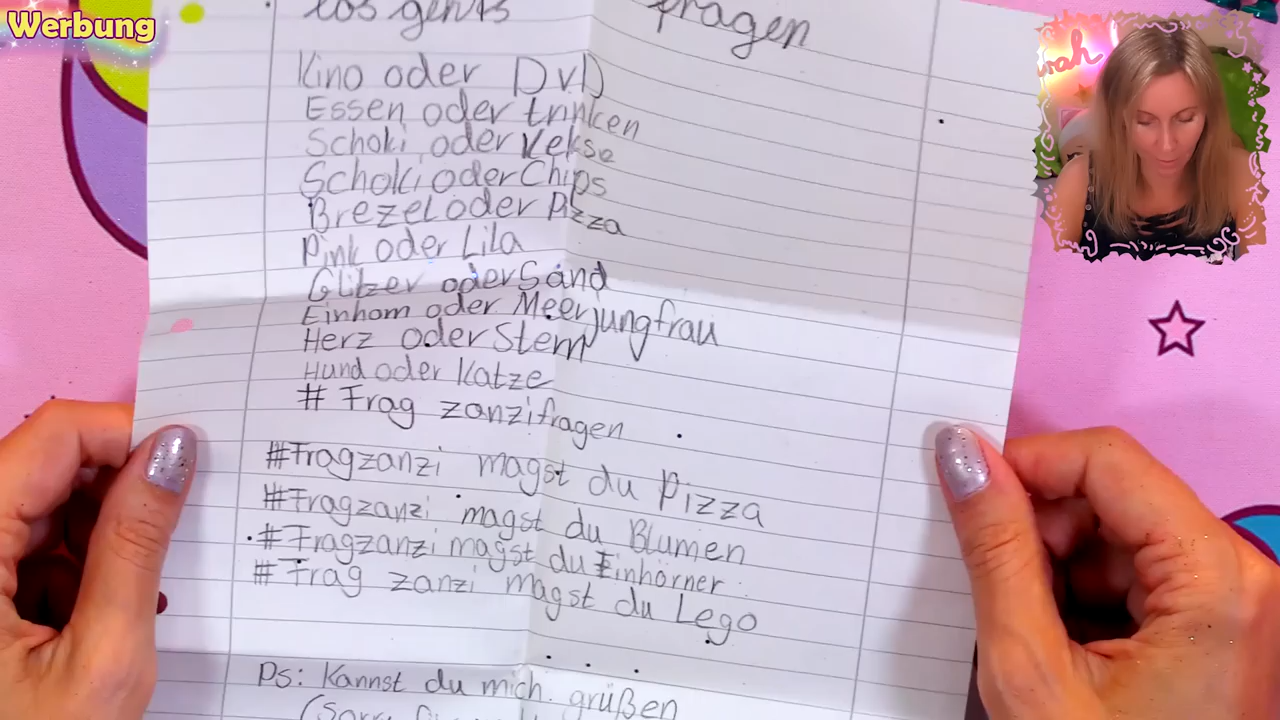 Werbung
los gehts fragen
Kino oder DvD
Essen oder trinken
Schoki oder Kekse
Schoki oder Chips
Brezel oder Pizza
Pink oder Lila
Glitzer oder Sand
Einhorn oder Meerjungfrau
Herz oder Stern
Hund oder Katze
# Frag zanzifragen
#Fragzanzi magst du Pizza
#Fragzanzi magst du Blumen
#Fragzanzi magst du Einhörner
# Frag zanzi magst du Lego
Ps: Kannst du mich grüßen
(Sorry